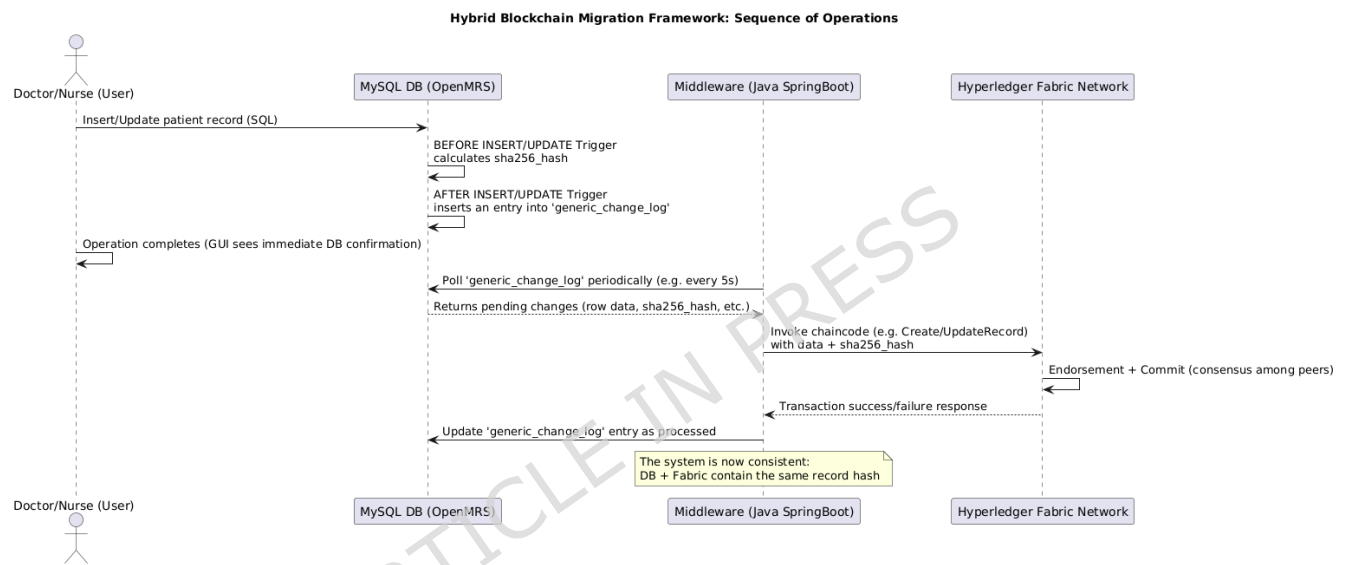 Hybrid Blockchain Migration Framework: Sequence of Operations
Doctor/Nurse (User)
MySQL DB (OpenMRS)
Middleware (Java SpringBoot)
Hyperledger Fabric Network
Insert/Update patient record (SQL)
BEFORE INSERT/UPDATE Trigger
calculates sha256_hash
AFTER INSERT/UPDATE Trigger
inserts an entry into 'generic_change_log'
Operation completes (GUI sees immediate DB confirmation)
Poll 'generic_change_log' periodically (e.g. every 5s)
Returns pending changes (row data, sha256_hash, etc.)
Invoke chaincode (e.g. Create/UpdateRecord)
with data + sha256_hash
Endorsement + Commit (consensus among peers)
Transaction success/failure response
Update 'generic_change_log' entry as processed
The system is now consistent:
DB + Fabric contain the same record hash
Doctor/Nurse (User)
MySQL DB (OpenMRS)
Middleware (Java SpringBoot)
Hyperledger Fabric Network
TICLE IN PRESS